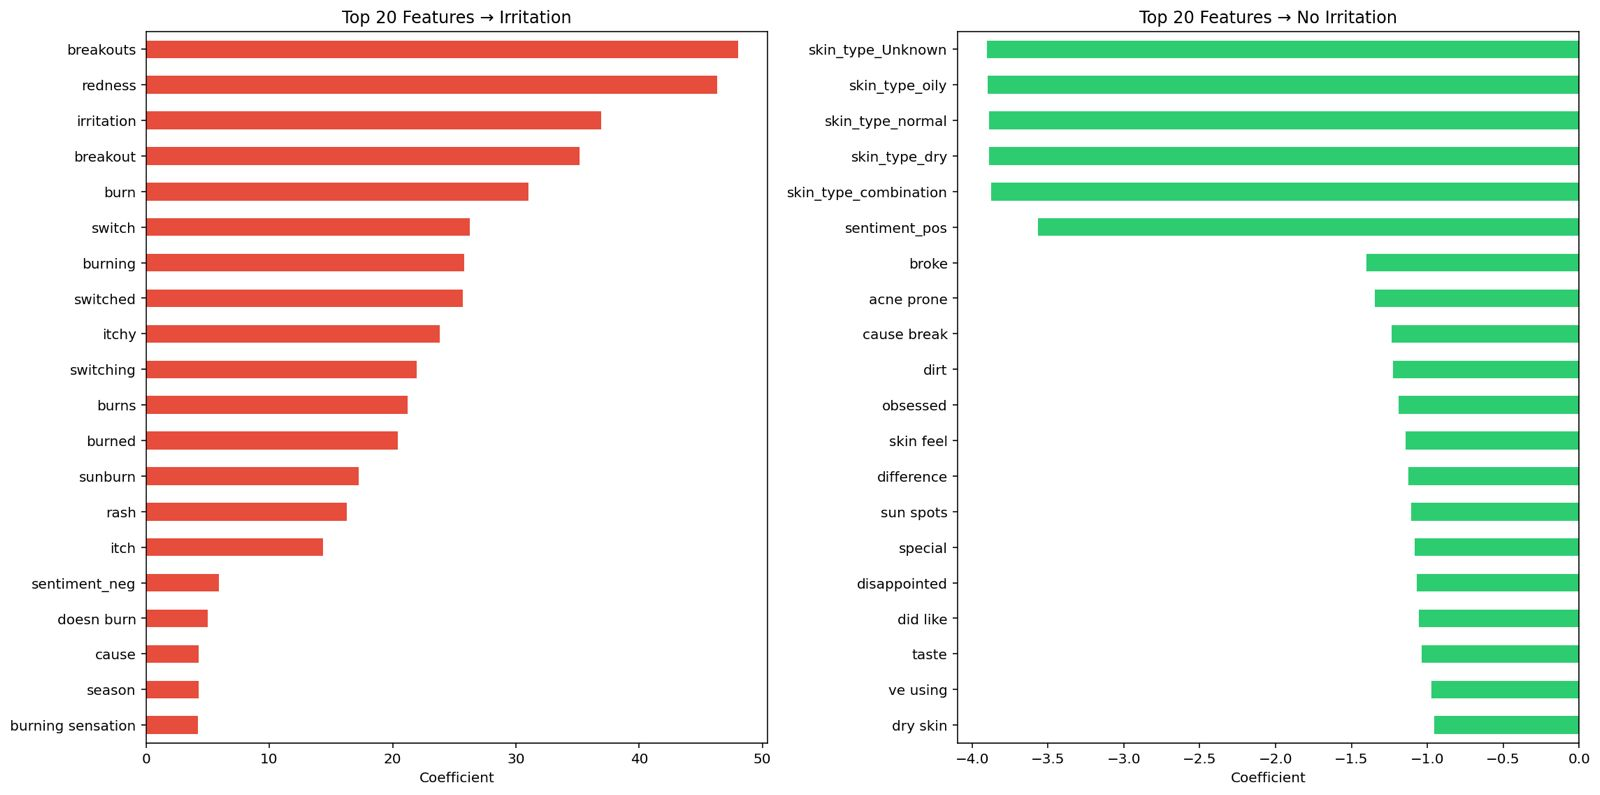 Top 20 Features → Irritation
breakouts
redness
irritation
breakout
burn
switch
burning
switched
itchy
switching
burns
burned
sunburn
rash
itch
sentiment_neg
doesn burn
cause
season
burning sensation
0 10 20 30 40 50
Coefficient
Top 20 Features → No Irritation
skin_type_Unknown
skin_type_oily
skin_type_normal
skin_type_dry
skin_type_combination
sentiment_pos
broke
acne prone
cause break
dirt
obsessed
skin feel
difference
sun spots
special
disappointed
did like
taste
ve using
dry skin
−4.0 −3.5 −3.0 −2.5 −2.0 −1.5 −1.0 −0.5 0.0
Coefficient